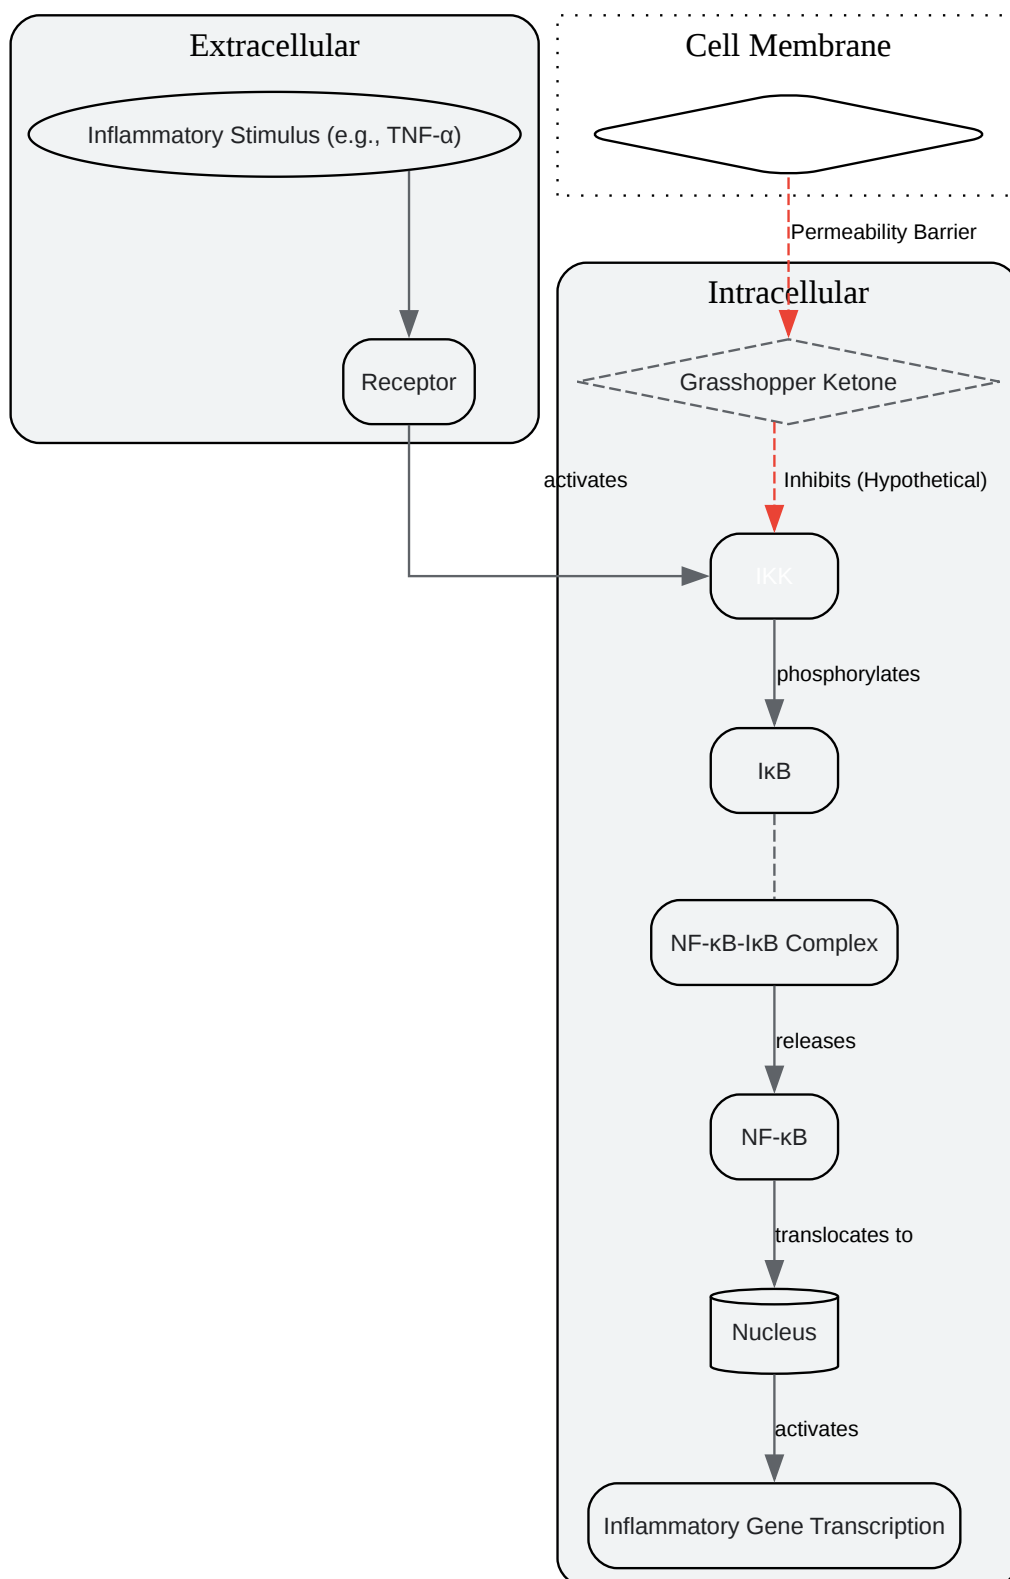 Extracellular
Cell Membrane
Inflammatory Stimulus (e.g., TNF-α)
Permeability Barrier
Intracellular
Receptor
Grasshopper Ketone
activates
Inhibits (Hypothetical)
IKK
phosphorylates
IκB
NF-κB-IκB Complex
releases
NF-κB
translocates to
Nucleus
activates
Inflammatory Gene Transcription